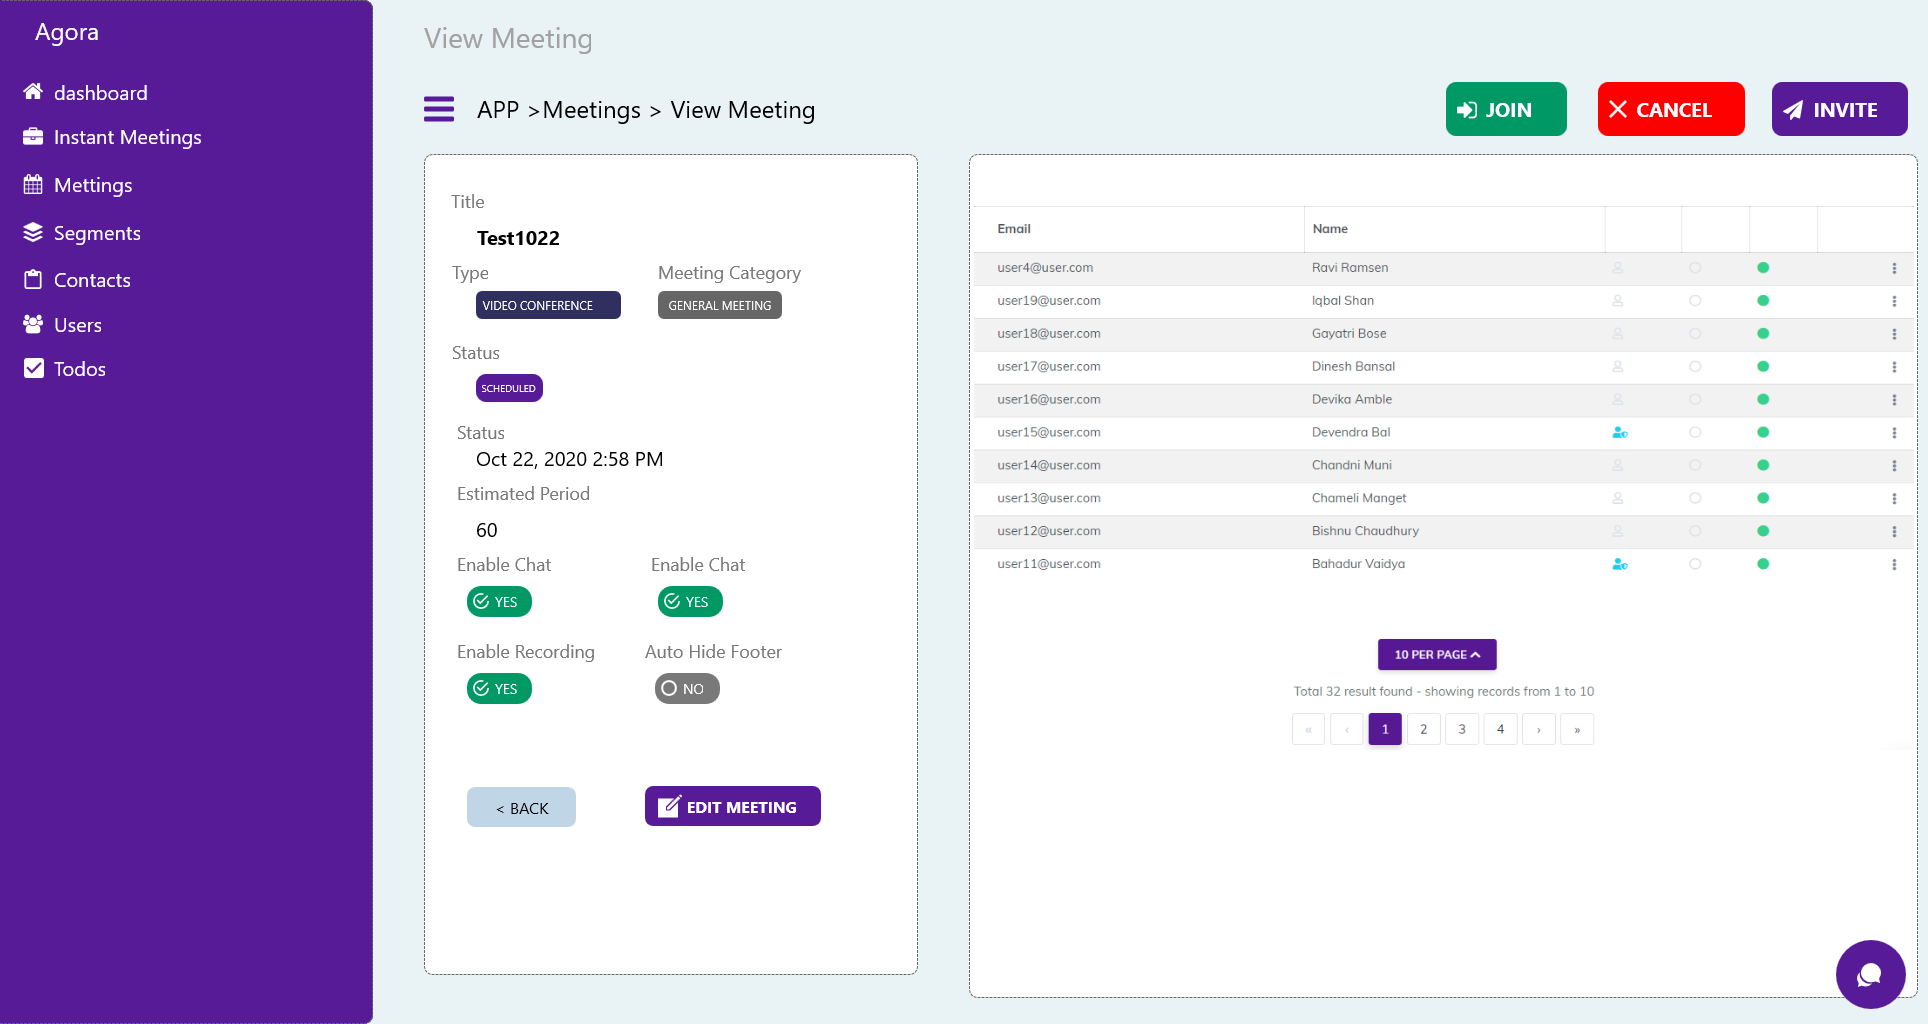 Agora
dashboard
Instant Meetings
Mettings
Segments
Contacts
Users
Todos
View Meeting
APP >Meetings > View Meeting
JOIN
CANCEL
INVITE
Title
Test1022
Type Meeting Category
VIDEO CONFERENCE GENERAL MEETING
Status
SCHEDULED
Status
Oct 22, 2020 2:58 PM
Estimated Period
60
Enable Chat Enable Chat
YES YES
Enable Recording Auto Hide Footer
YES NO
< BACK EDIT MEETING
Email Name
user4@user.com Ravi Ramsen
user19@user.com Iqbal Shan
user18@user.com Gayatri Bose
user17@user.com Dinesh Bansal
user16@user.com Devika Amble
user15@user.com Devendra Bal
user14@user.com Chandni Muni
user13@user.com Chameli Manget
user12@user.com Bishnu Chaudhury
user11@user.com Bahadur Vaidya
10 PER PAGE
Total 32 result found - showing records from 1 to 10
« ‹ 1 2 3 4 › »